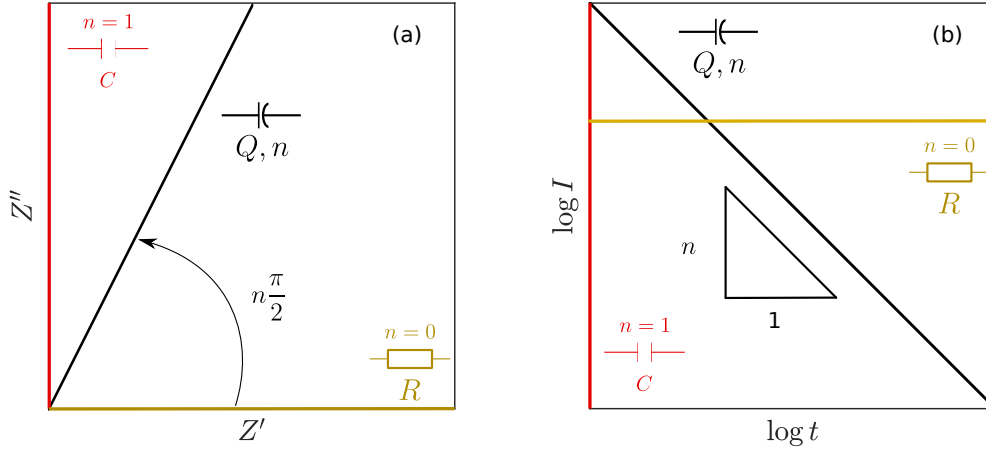 n = 1
C
(a)
Q, n
n π/2
n = 0
R
Z''
Z'
(b)
Q, n
n = 0
R
n
1
n = 1
C
log I
log t